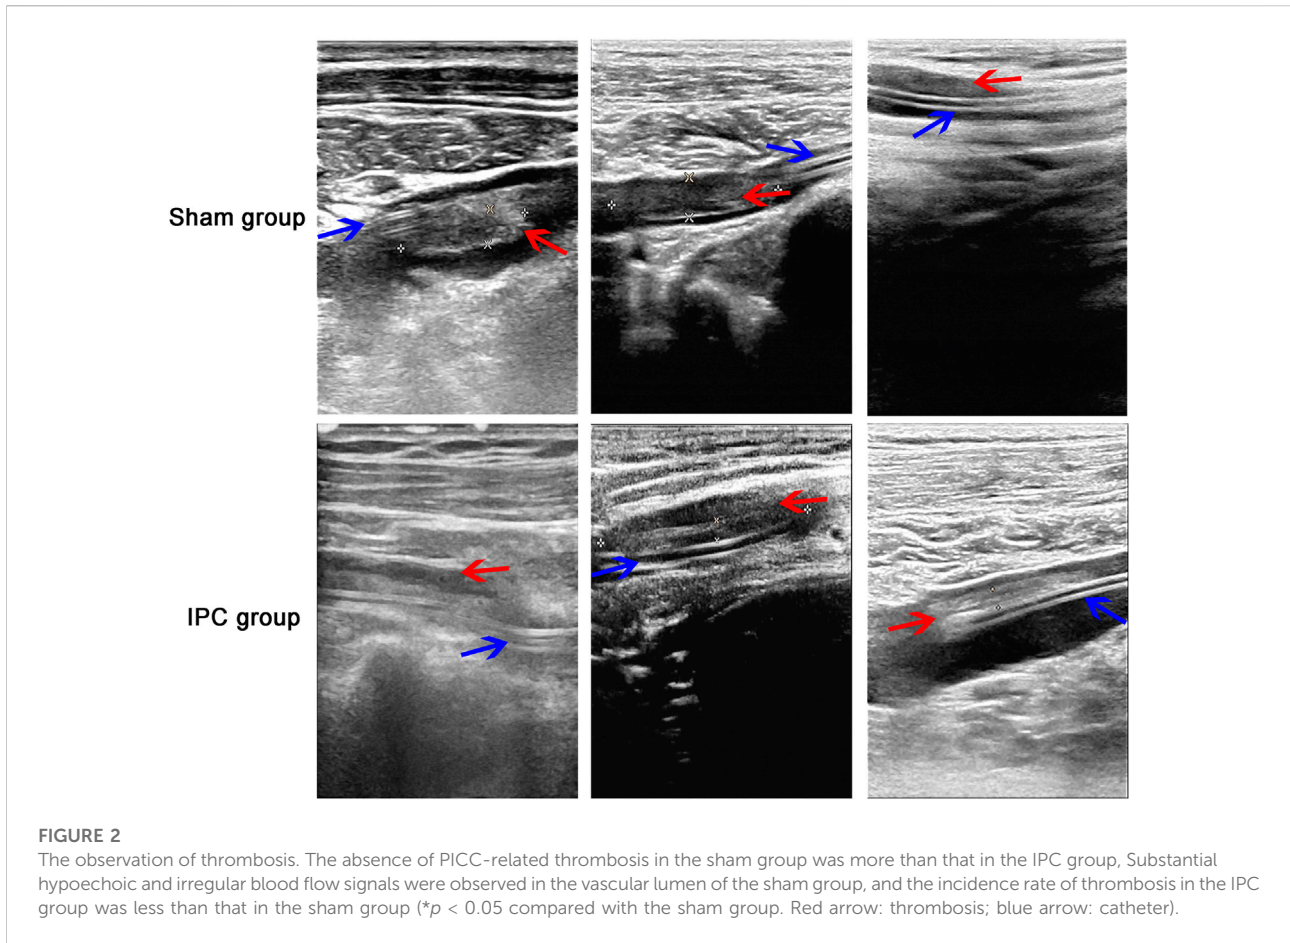 Sham group
IPC group
FIGURE 2
The observation of thrombosis. The absence of PICC-related thrombosis in the sham group was more than that in the IPC group, Substantial
hypoechoic and irregular blood flow signals were observed in the vascular lumen of the sham group, and the incidence rate of thrombosis in the IPC
group was less than that in the sham group (*p < 0.05 compared with the sham group. Red arrow: thrombosis; blue arrow: catheter).